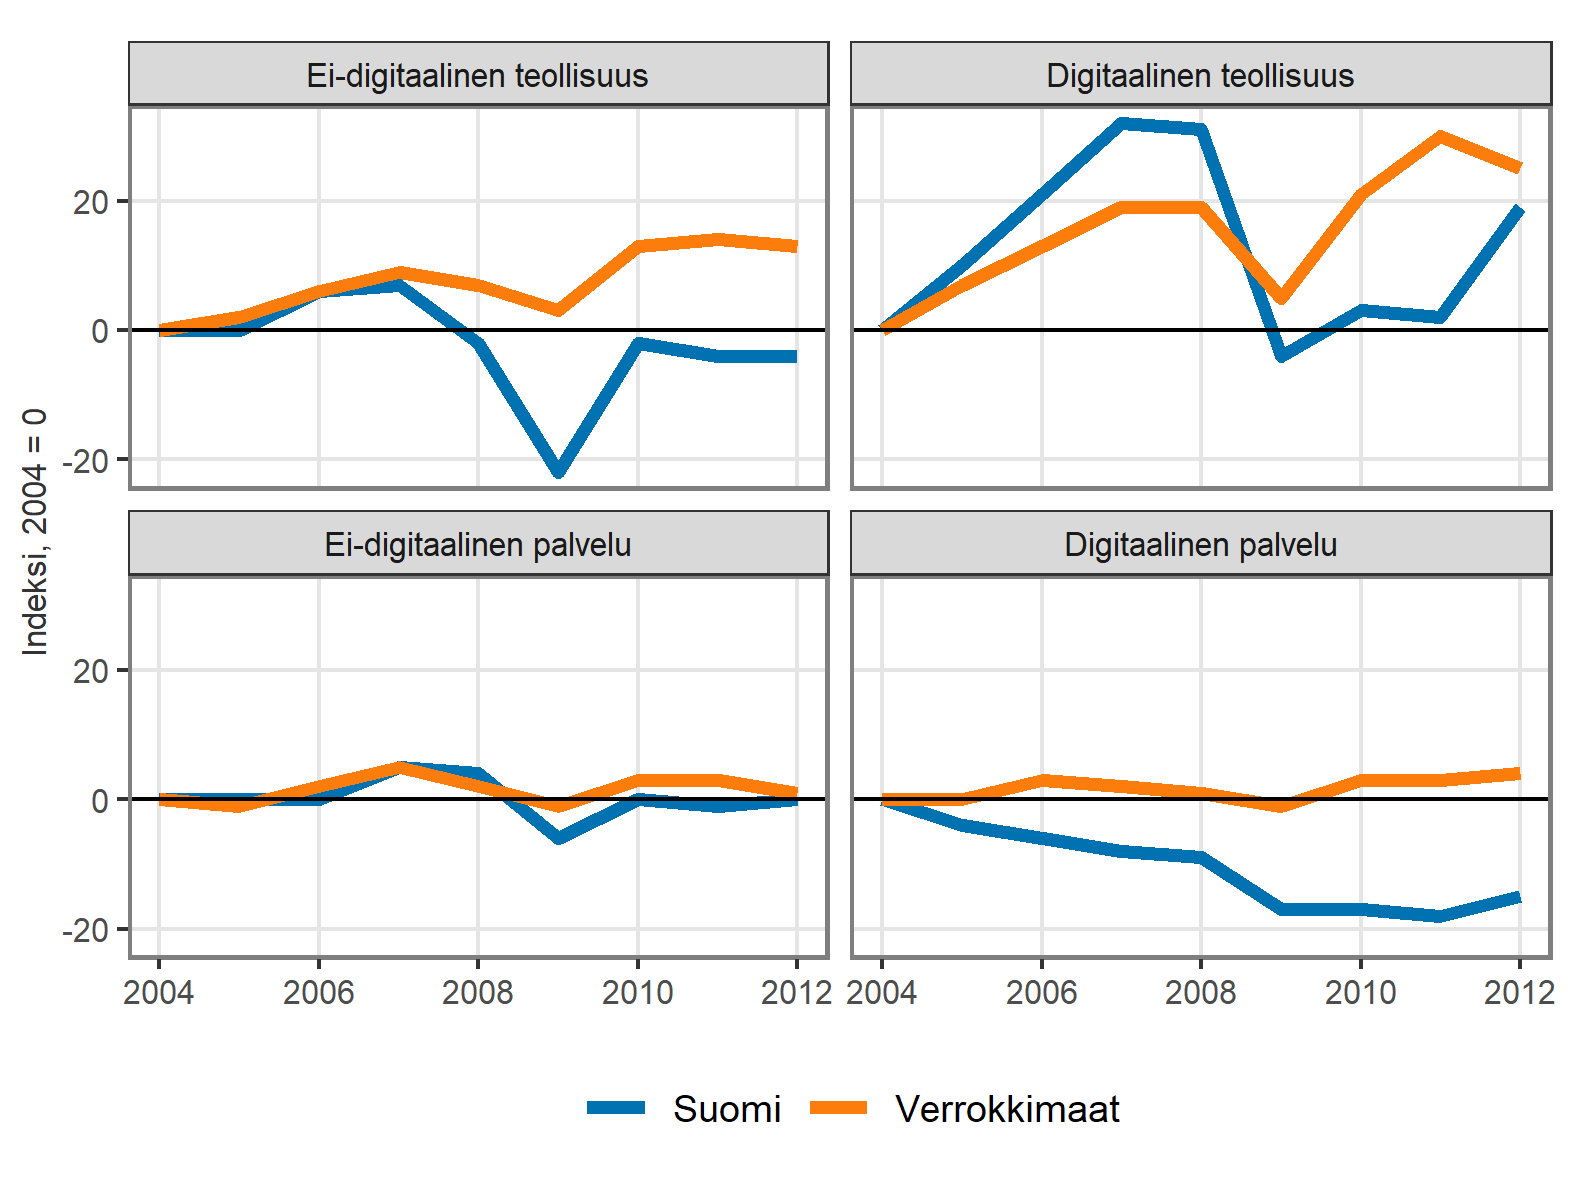 Ei-digitaalinen teollisuus
Digitaalinen teollisuus
20
0
-20
Indeksi, 2004 = 0
Ei-digitaalinen palvelu
Digitaalinen palvelu
20
0
-20
2004 2006 2008 2010 2012
2004 2006 2008 2010 2012
Suomi Verrokkimaat